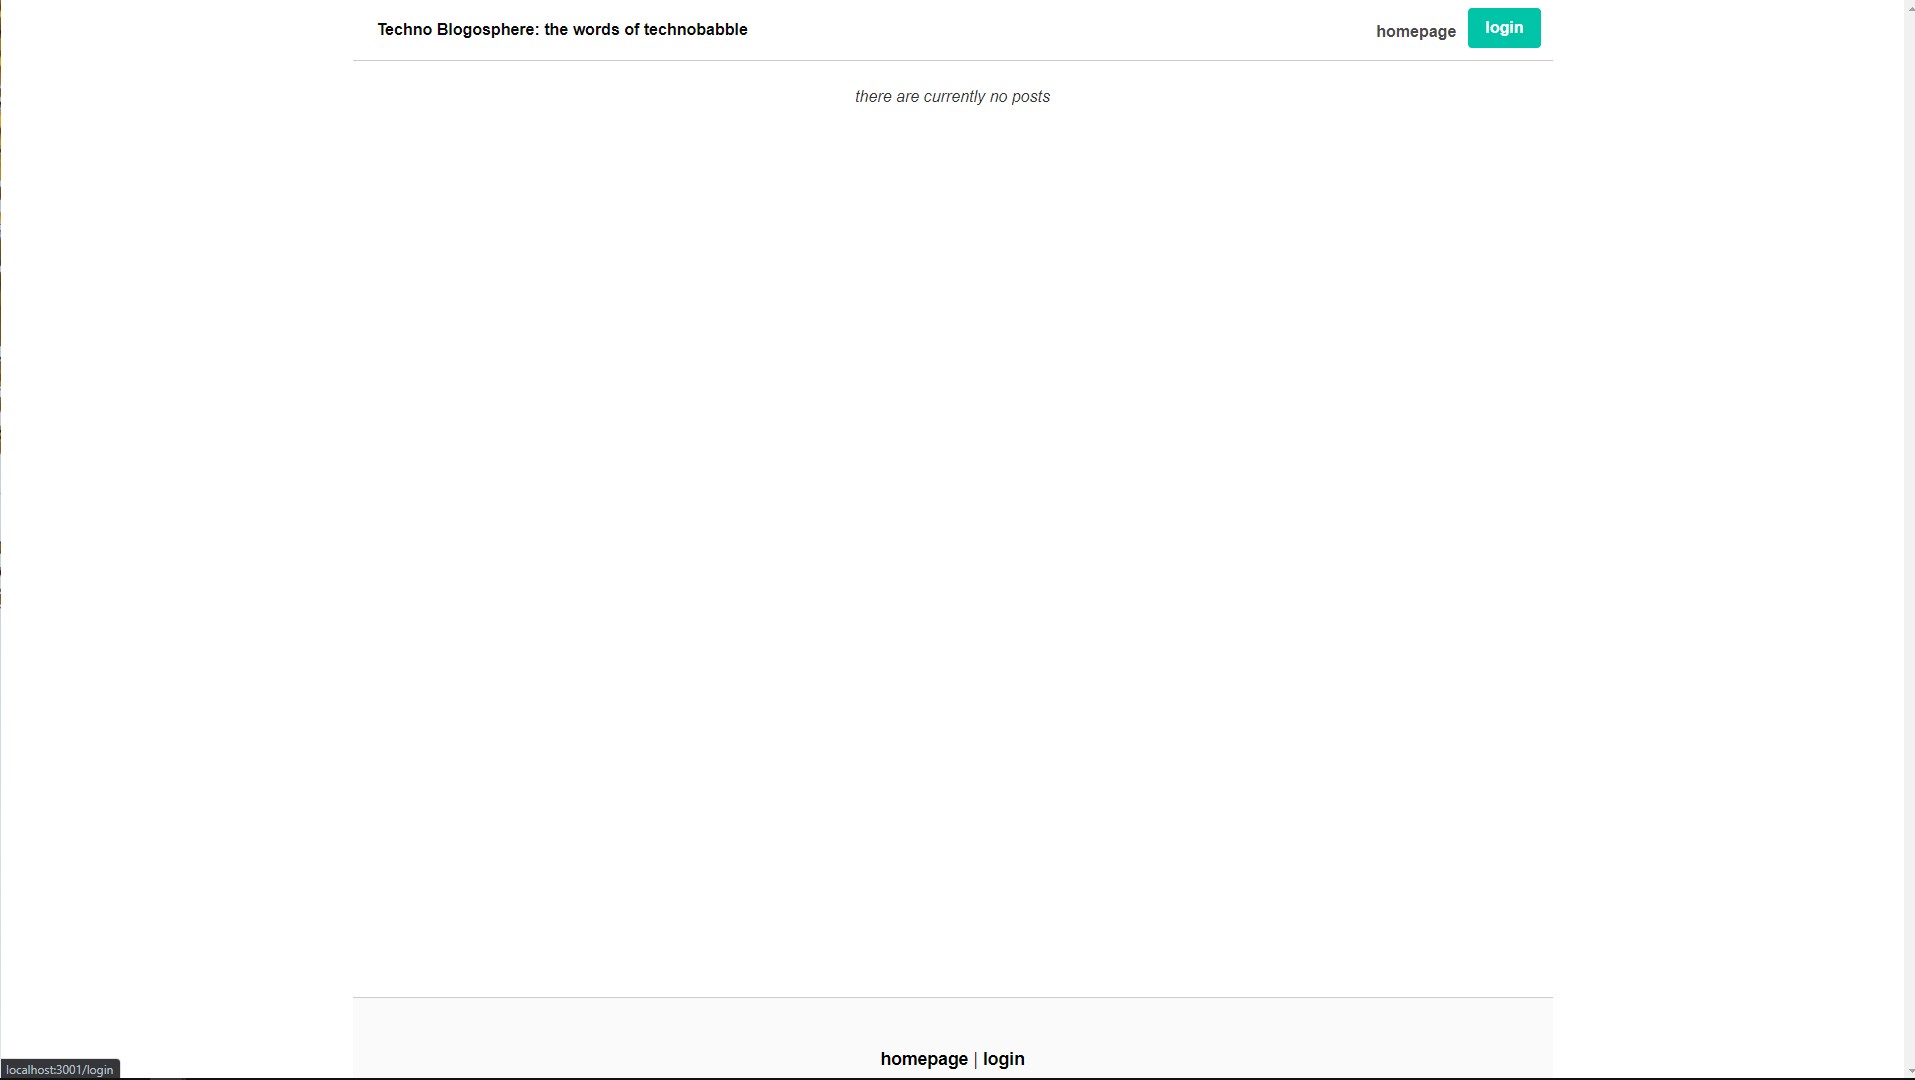 Techno Blogosphere: the words of technobabble
homepage
login
there are currently no posts
homepage | login
localhost:3001/login